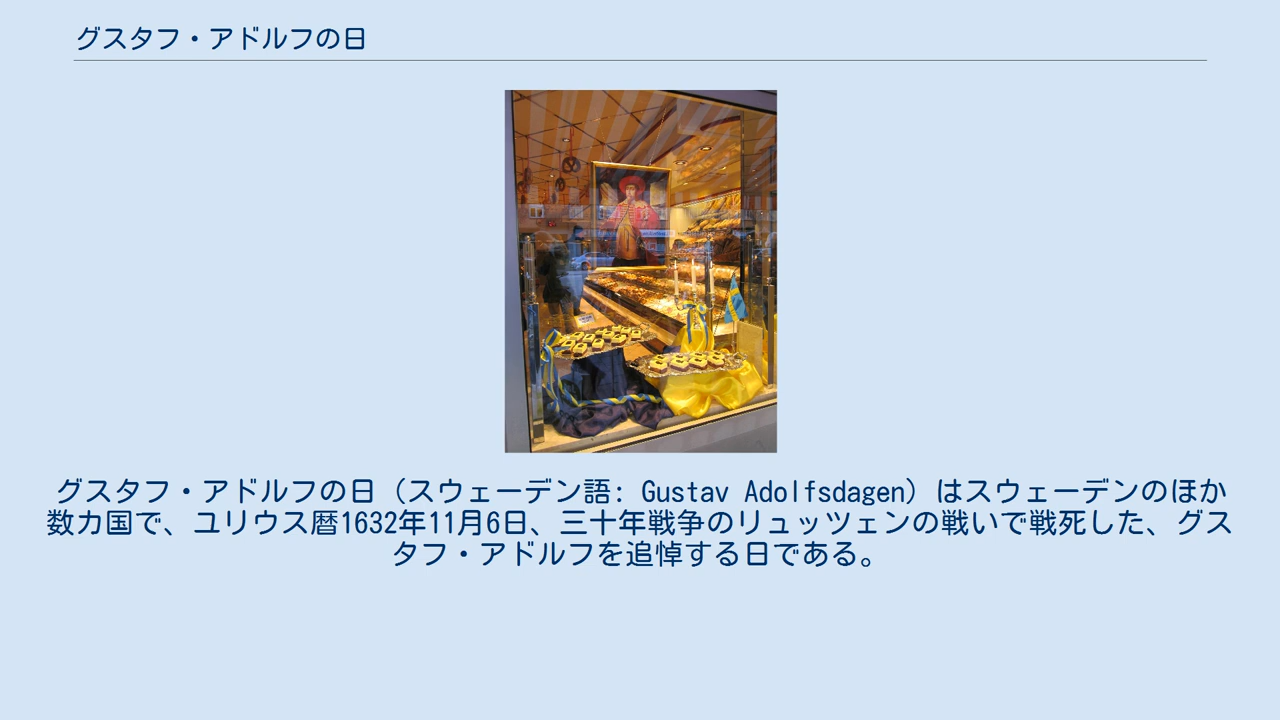 グスタフ・アドルフの日
グスタフ・アドルフの日（スウェーデン語: Gustav Adolfsdagen）はスウェーデンのほか
数カ国で、ユリウス暦1632年11月6日、三十年戦争のリュッツェンの戦いで戦死した、グス
タフ・アドルフを追悼する日である。